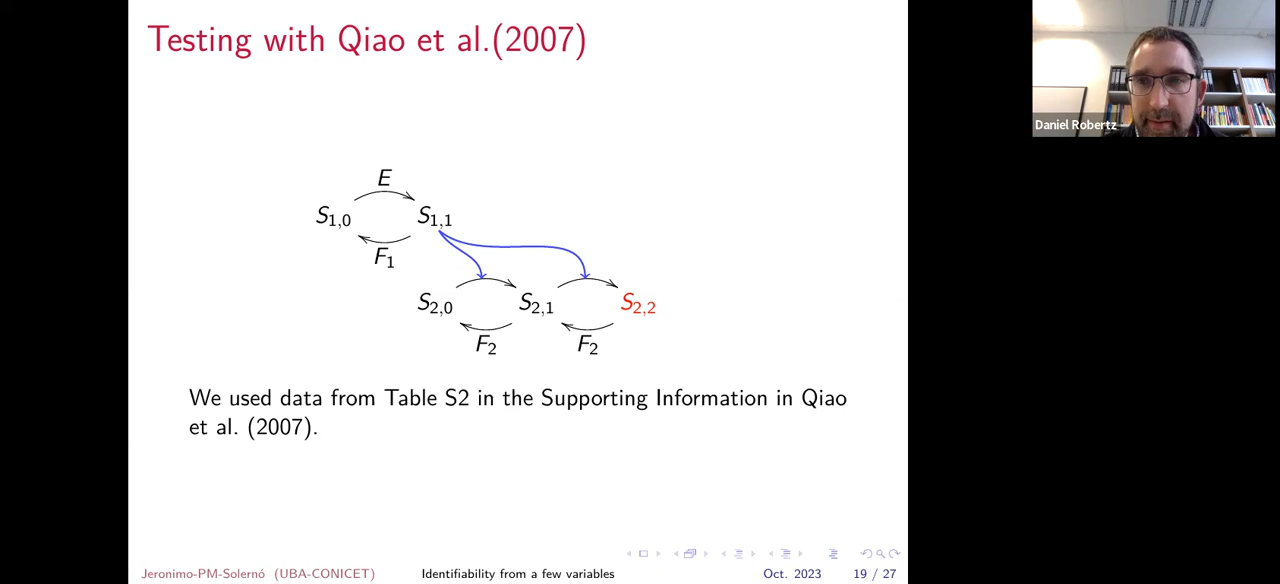 Testing with Qiao et al.(2007)
E
S1,0 S1,1
F1
S2,0 S2,1 S2,2
F2 F2
We used data from Table S2 in the Supporting Information in Qiao
et al. (2007).
Jeronimo-PM-Solernó (UBA-CONICET) Identifiability from a few variables Oct. 2023 19 / 27
Daniel Robertz